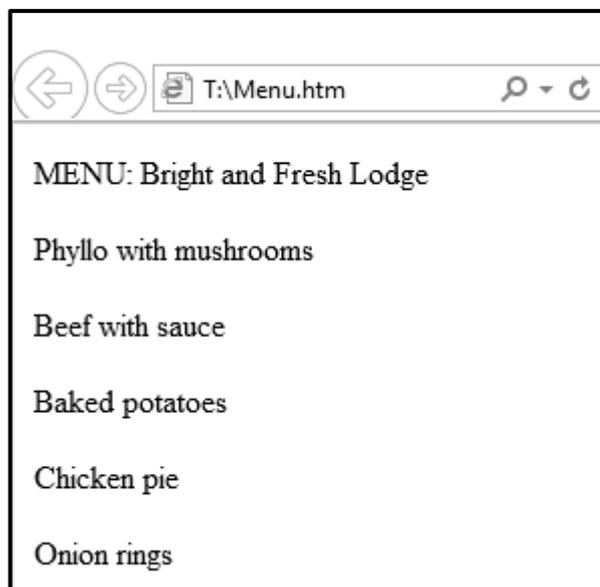 T:\Menu.htm
MENU: Bright and Fresh Lodge
Phyllo with mushrooms
Beef with sauce
Baked potatoes
Chicken pie
Onion rings